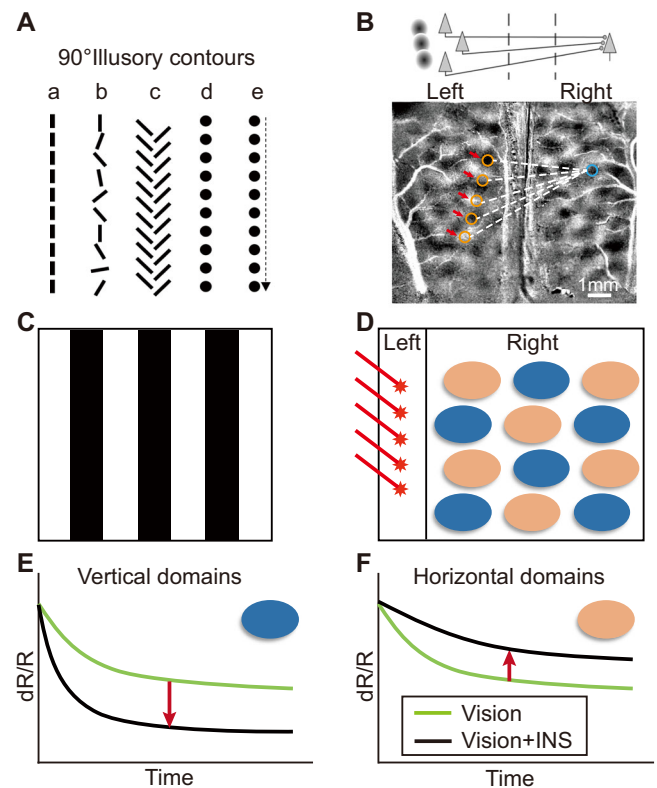 A
90°Illusory contours
a b c d e
B
Left Right
1mm
C
D
Left Right
E
Vertical domains
dR/R
Time
F
Horizontal domains
dR/R
Vision
Vision+INS
Time